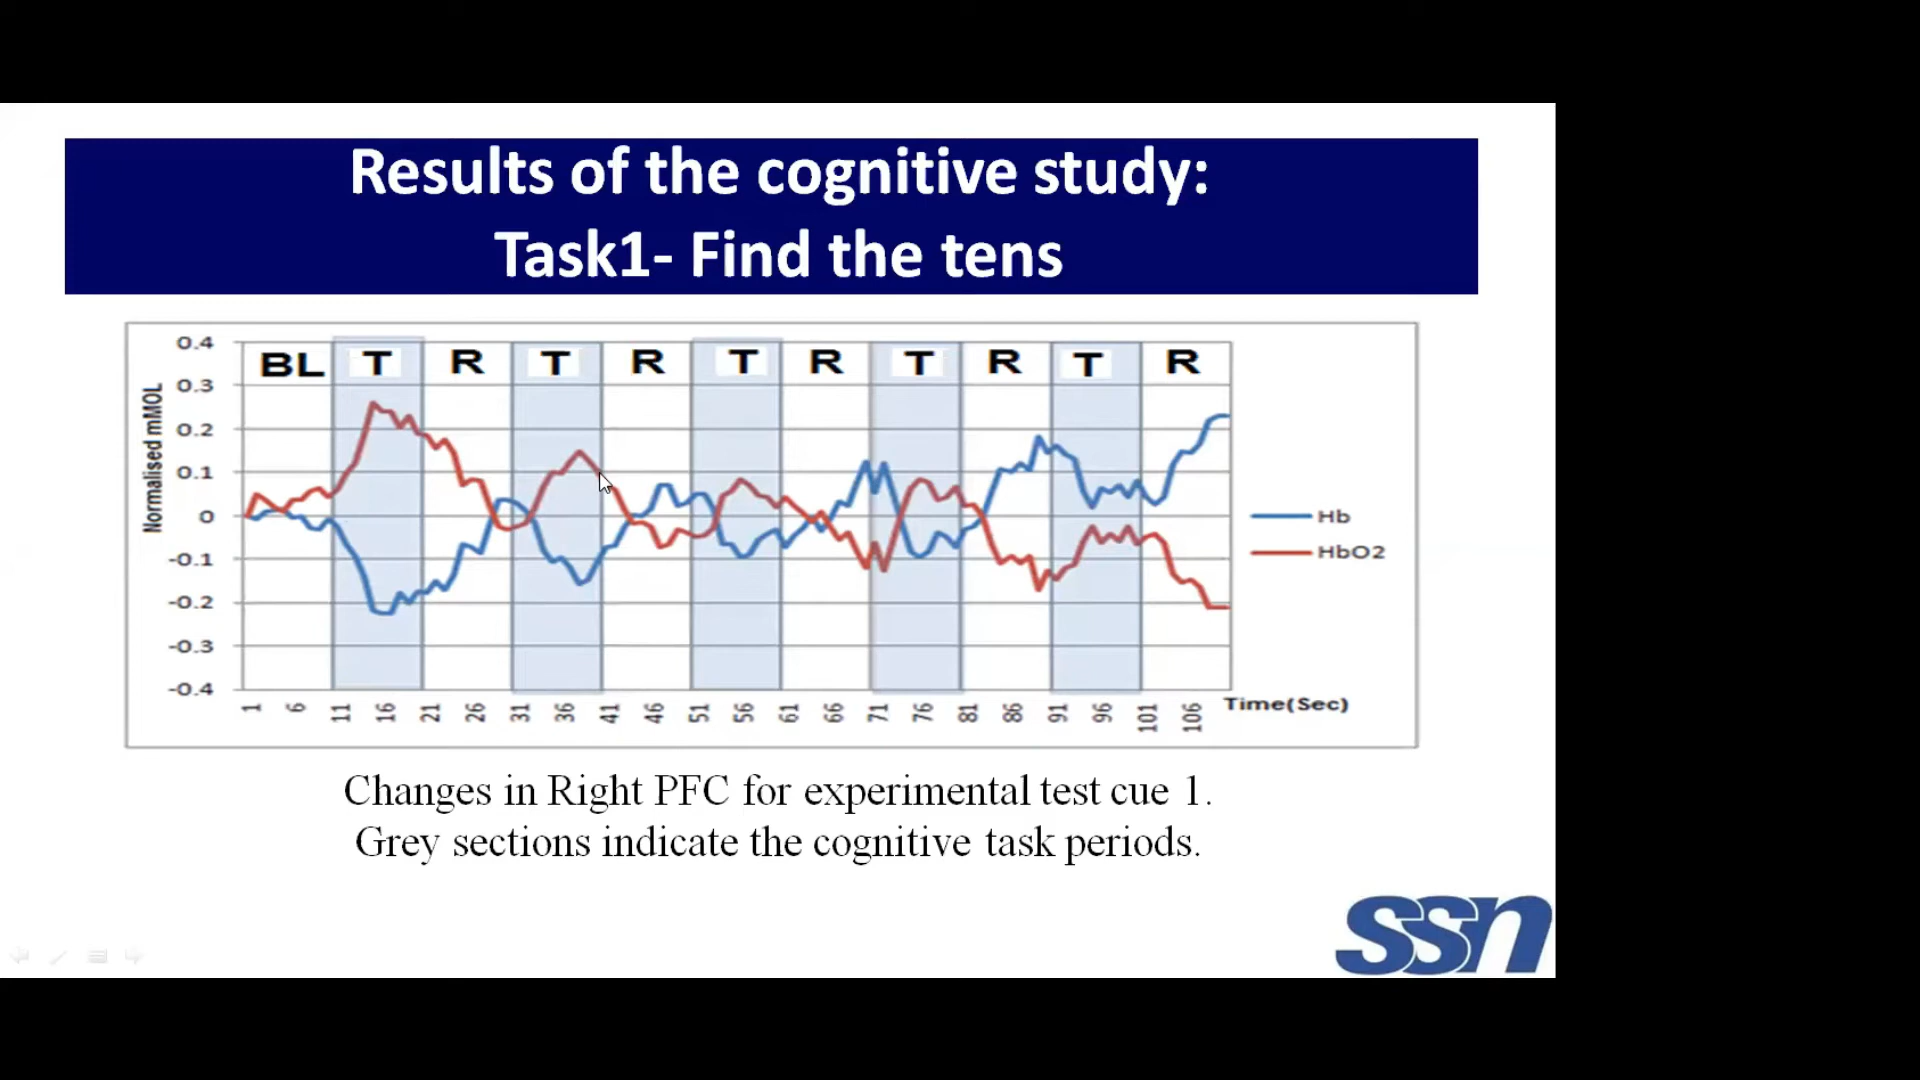 Results of the cognitive study:
Task1- Find the tens
BL T R T R T R T R T R
0.4
0.3
0.2
0.1
0
-0.1
-0.2
-0.3
-0.4
Normalised mMOL
1 6 11 16 21 26 31 36 41 46 51 56 61 66 71 76 81 86 91 96 101 106
Time(Sec)
Hb
HbO2
Changes in Right PFC for experimental test cue 1.
Grey sections indicate the cognitive task periods.
ssn